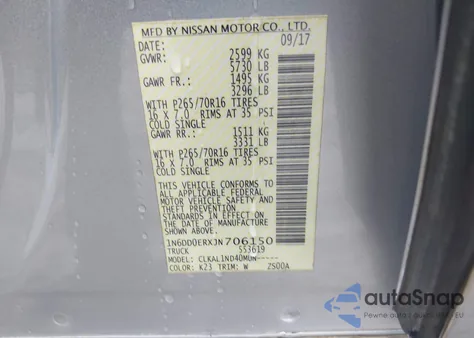 MFD BY NISSAN MOTOR CO., LTD.
DATE: 09/17
GVWR: 2599 KG
5730 LB
GAWR FR.: 1495 KG
3296 LB
WITH P265/70R16 TIRES
16 X 7.0 RIMS AT 35 PSI
COLD SINGLE
GAWR RR.: 1511 KG
3331 LB
WITH P265/70R16 TIRES
16 X 7.0 RIMS AT 35 PSI
COLD SINGLE
THIS VEHICLE CONFORMS TO
ALL APPLICABLE FEDERAL
MOTOR VEHICLE SAFETY AND
THEFT PREVENTION
STANDARDS IN EFFECT ON
THE DATE OF MANUFACTURE
SHOWN ABOVE.
1N6DD0ERXJN706150
TRUCK 553619
MODEL: CLKAL1ND40MUN-----
COLOR: K23 TRIM: W ZS00A
autoSnap